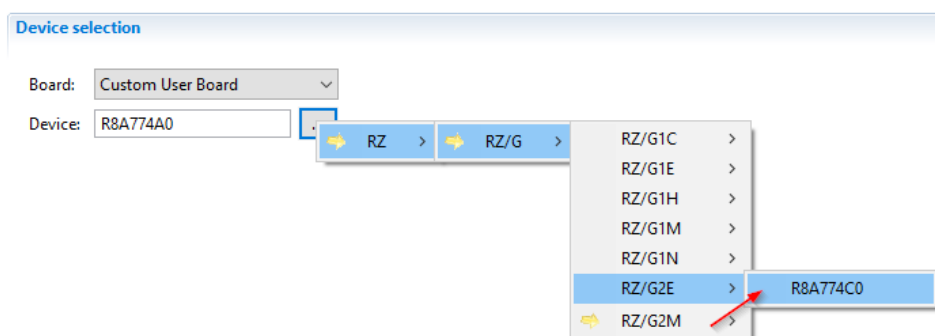 Device selection
Board: Custom User Board
Device: R8A774A0 ...
RZ
RZ/G
RZ/G1C
RZ/G1E
RZ/G1H
RZ/G1M
RZ/G1N
RZ/G2E
R8A774C0
RZ/G2M